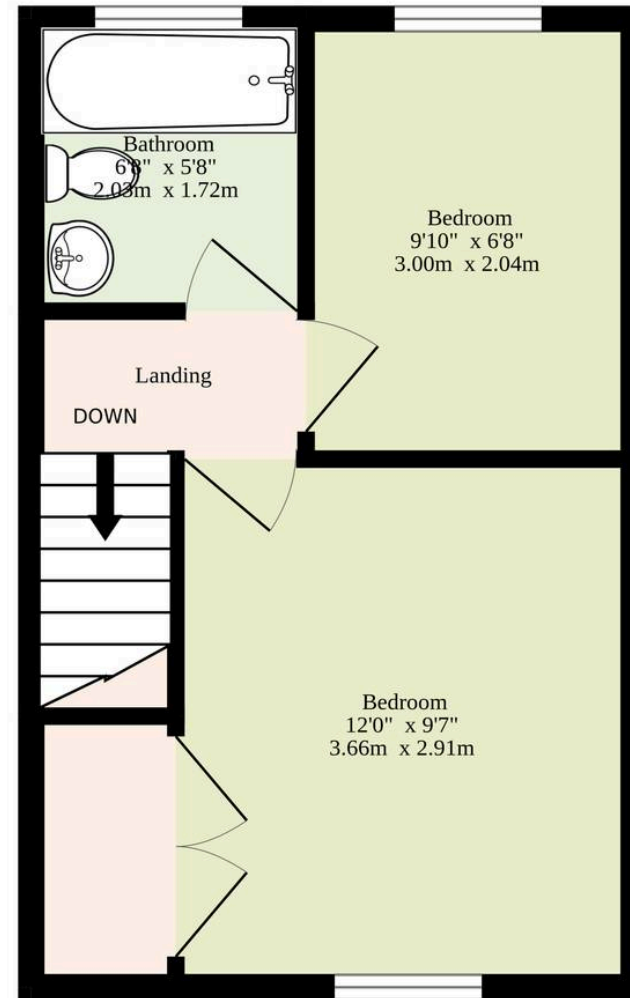 Bathroom
6'8" x 5'8"
2.03m x 1.72m
Bedroom
9'10" x 6'8"
3.00m x 2.04m
Landing
DOWN
Bedroom
12'0" x 9'7"
3.66m x 2.91m